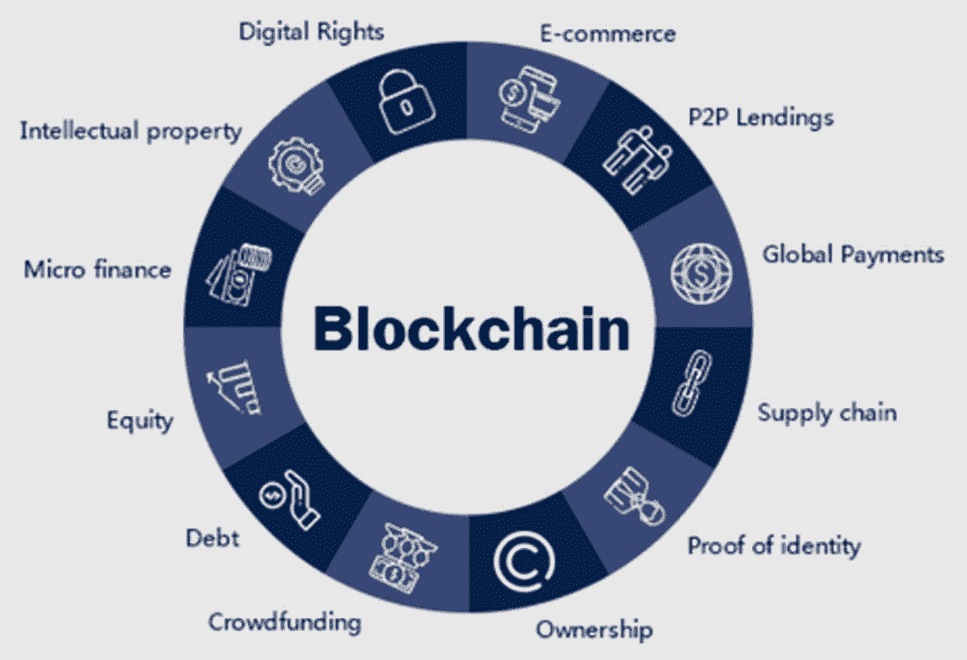 Digital Rights
E-commerce
P2P Lendings
Intellectual property
Global Payments
Micro finance
Blockchain
Supply chain
Equity
Proof of identity
Debt
Crowdfunding
Ownership